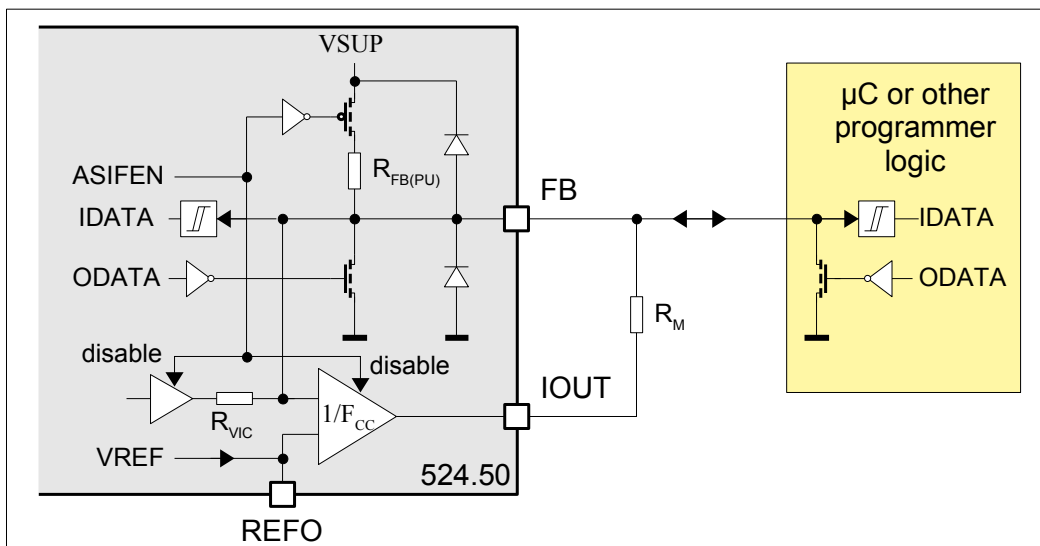 VSUP
µC or other
programmer
logic
R_FB(PU)
ASIFEN
FB
IDATA
IDATA
ODATA
ODATA
R_M
disable
disable
IOUT
R_VIC
1/F_CC
VREF
524.50
REFO